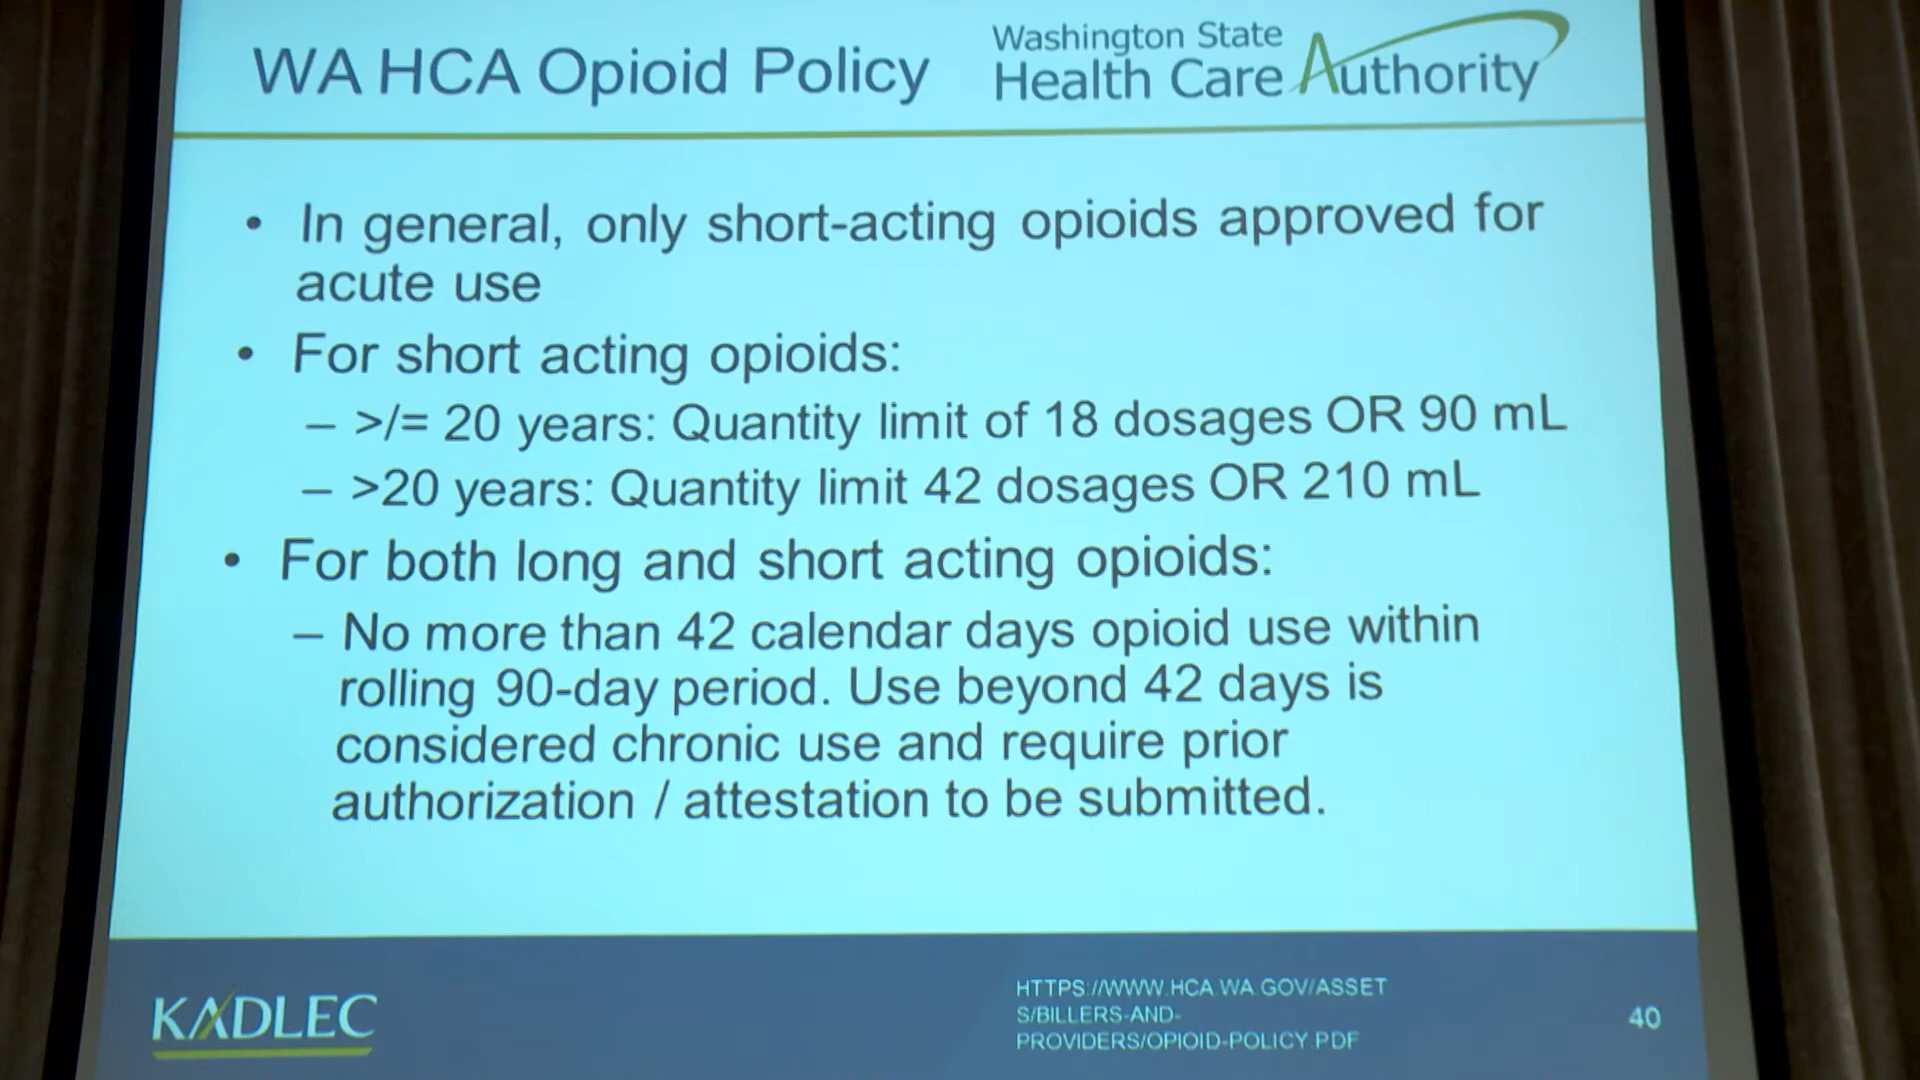 WA HCA Opioid Policy
Washington State
Health Care Authority
• In general, only short-acting opioids approved for
acute use
• For short acting opioids:
– >/= 20 years: Quantity limit of 18 dosages OR 90 mL
– >20 years: Quantity limit 42 dosages OR 210 mL
• For both long and short acting opioids:
– No more than 42 calendar days opioid use within
rolling 90-day period. Use beyond 42 days is
considered chronic use and require prior
authorization / attestation to be submitted.
KADLEC
HTTPS://WWW.HCA.WA.GOV/ASSET
S/BILLERS-AND-
PROVIDERS/OPIOID-POLICY.PDF
40